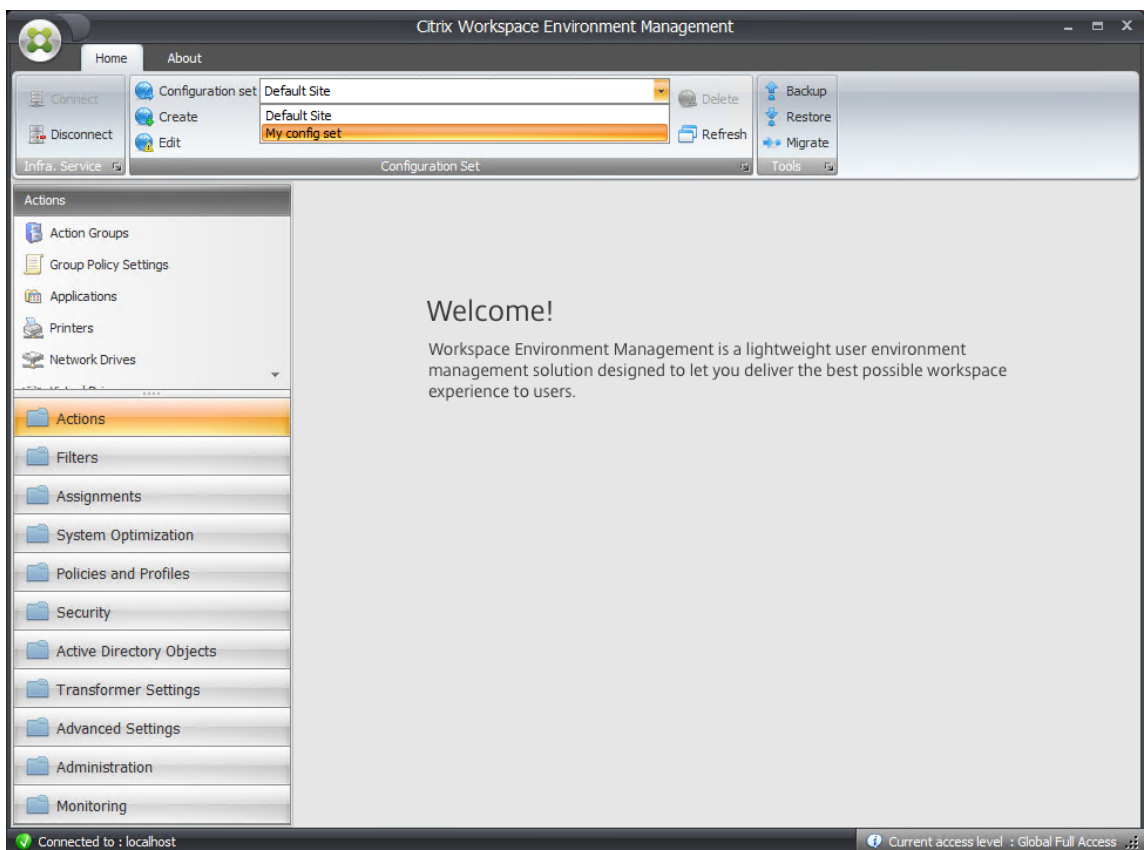 Citrix Workspace Environment Management
Home About
Connect
Disconnect
Infra. Service
Configuration set Default Site
Create
Edit
Default Site
My config set
Delete
Refresh
Configuration Set
Backup
Restore
Migrate
Tools
Actions
Action Groups
Group Policy Settings
Applications
Printers
Network Drives
Actions
Filters
Assignments
System Optimization
Policies and Profiles
Security
Active Directory Objects
Transformer Settings
Advanced Settings
Administration
Monitoring
Welcome!
Workspace Environment Management is a lightweight user environment
management solution designed to let you deliver the best possible workspace
experience to users.
Connected to : localhost
Current access level : Global Full Access